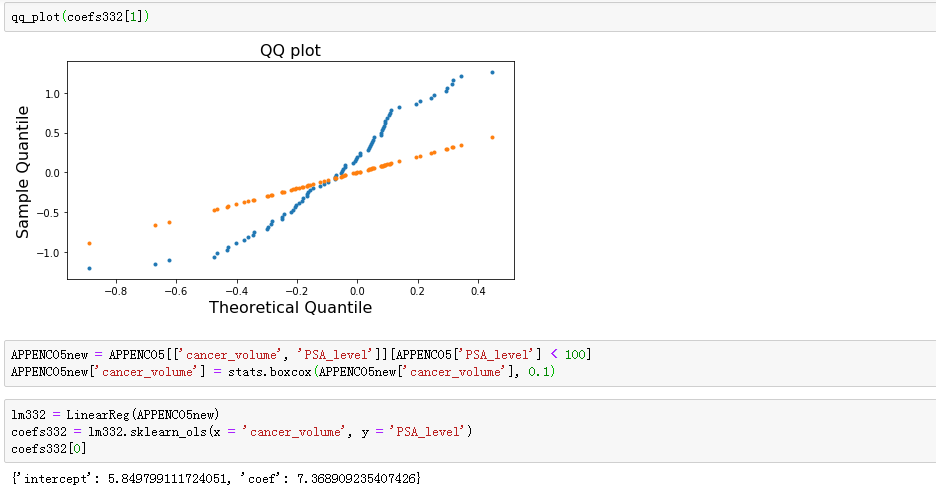 qq_plot(coefs332[1])
QQ plot
Sample Quantile
1.0
0.5
0.0
−0.5
−1.0
−0.8 −0.6 −0.4 −0.2 0.0 0.2 0.4
Theoretical Quantile
APPENC05new = APPENC05[['cancer_volume', 'PSA_level']][APPENC05['PSA_level'] < 100]
APPENC05new['cancer_volume'] = stats.boxcox(APPENC05new['cancer_volume'], 0.1)
lm332 = LinearReg(APPENC05new)
coefs332 = lm332.sklearn_ols(x = 'cancer_volume', y = 'PSA_level')
coefs332[0]
{'intercept': 5.849799111724051, 'coef': 7.368909235407426}